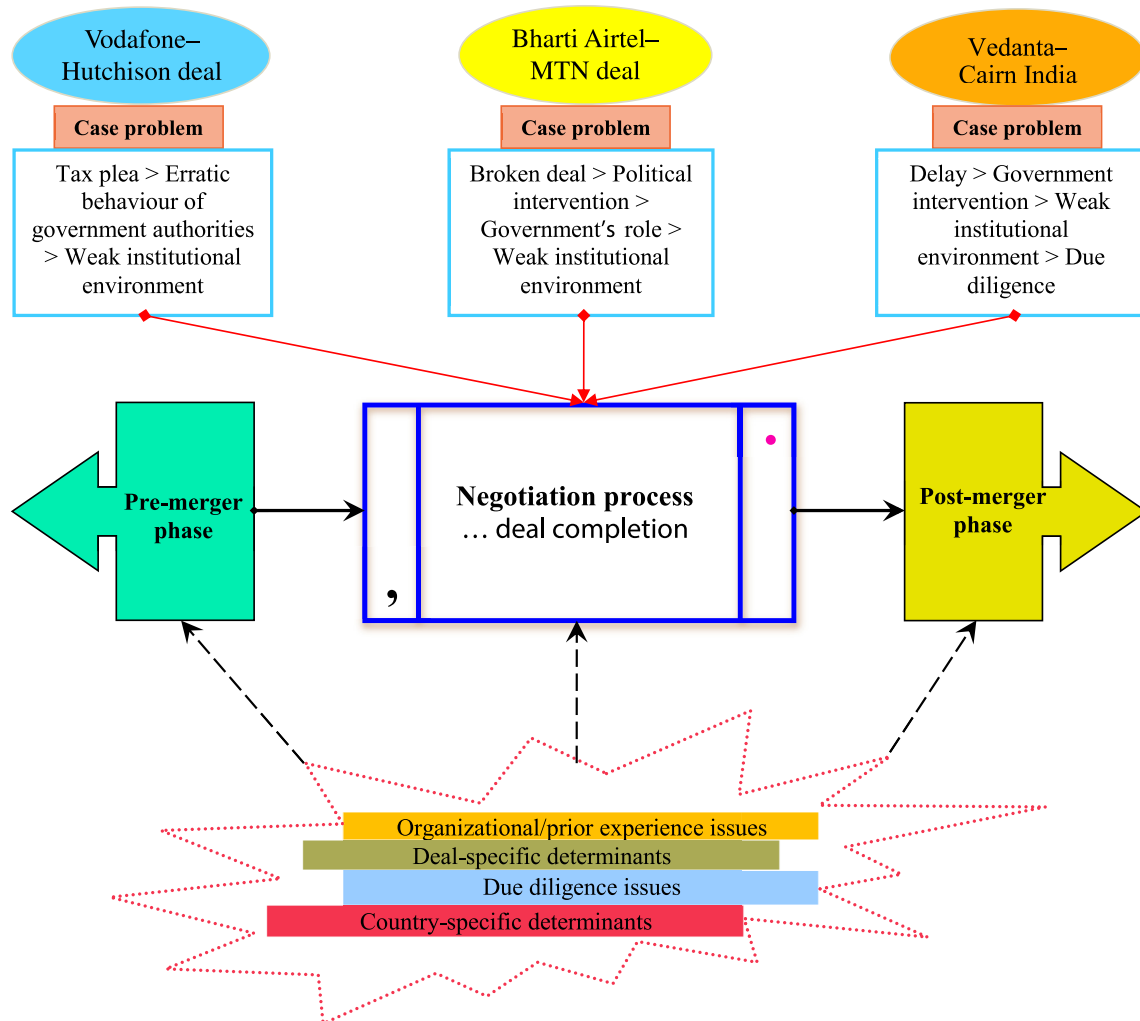 Vodafone–
Hutchison deal
Case problem
Tax plea > Erratic
behaviour of
government authorities
> Weak institutional
environment
Bharti Airtel–
MTN deal
Case problem
Broken deal > Political
intervention >
Government's role >
Weak institutional
environment
Vedanta–
Cairn India
Case problem
Delay > Government
intervention > Weak
institutional
environment > Due
diligence
Pre-merger
phase
,
Negotiation process
… deal completion
Post-merger
phase
Organizational/prior experience issues
Deal-specific determinants
Due diligence issues
Country-specific determinants